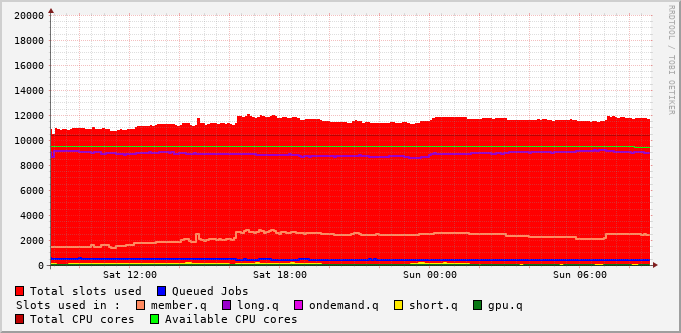 20000
18000
16000
14000
12000
10000
8000
6000
4000
2000
0
Sat 12:00 Sat 18:00 Sun 00:00 Sun 06:00
RRDTOOL / TOBI OETIKER
Total slots used Queued Jobs
Slots used in : member.q long.q ondemand.q short.q gpu.q
Total CPU cores Available CPU cores